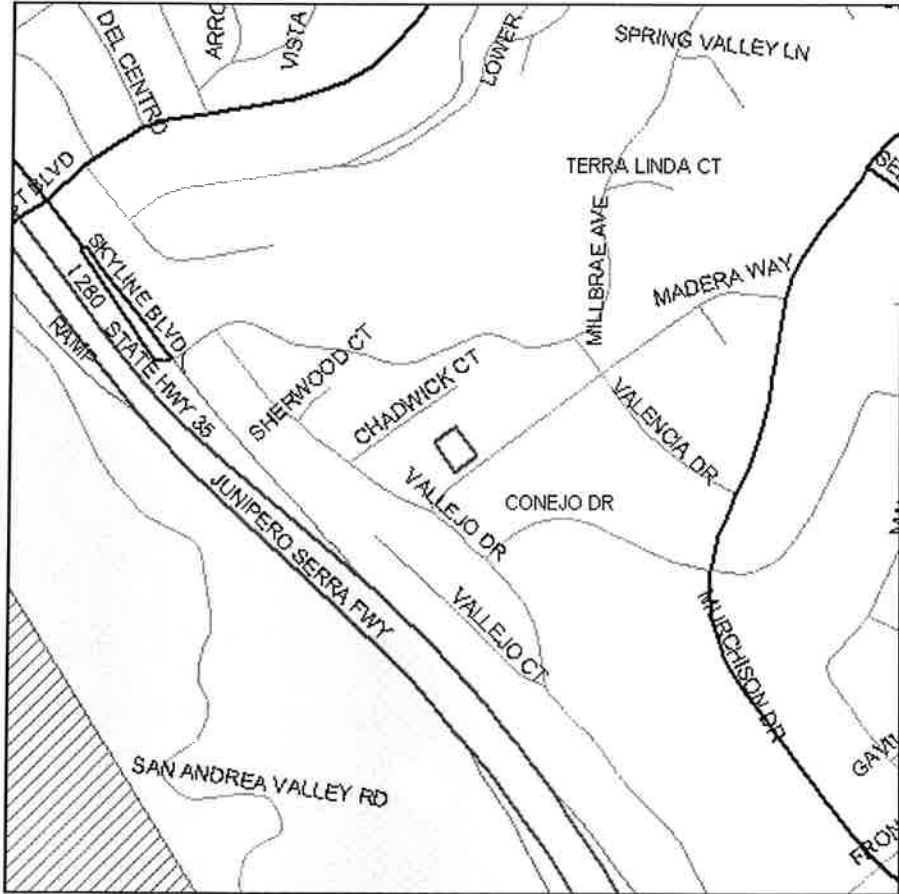 DEL CENTRO
ARRO
VISTA
LOWER
SPRING VALLEY LN
TERRA LINDA CT
T BLVD
SKYLINE BLVD
I 280
STATE HWY 35
RAMP
MILLBRAE AVE
MADERA WAY
SHERWOOD CT
CHADWICK CT
VALENCIA DR
VALLEJO DR
CONEJO DR
JUNIPERO SERRA FWY
VALLEJO CT
MURCHISON DR
SAN ANDREA VALLEY RD
FRON